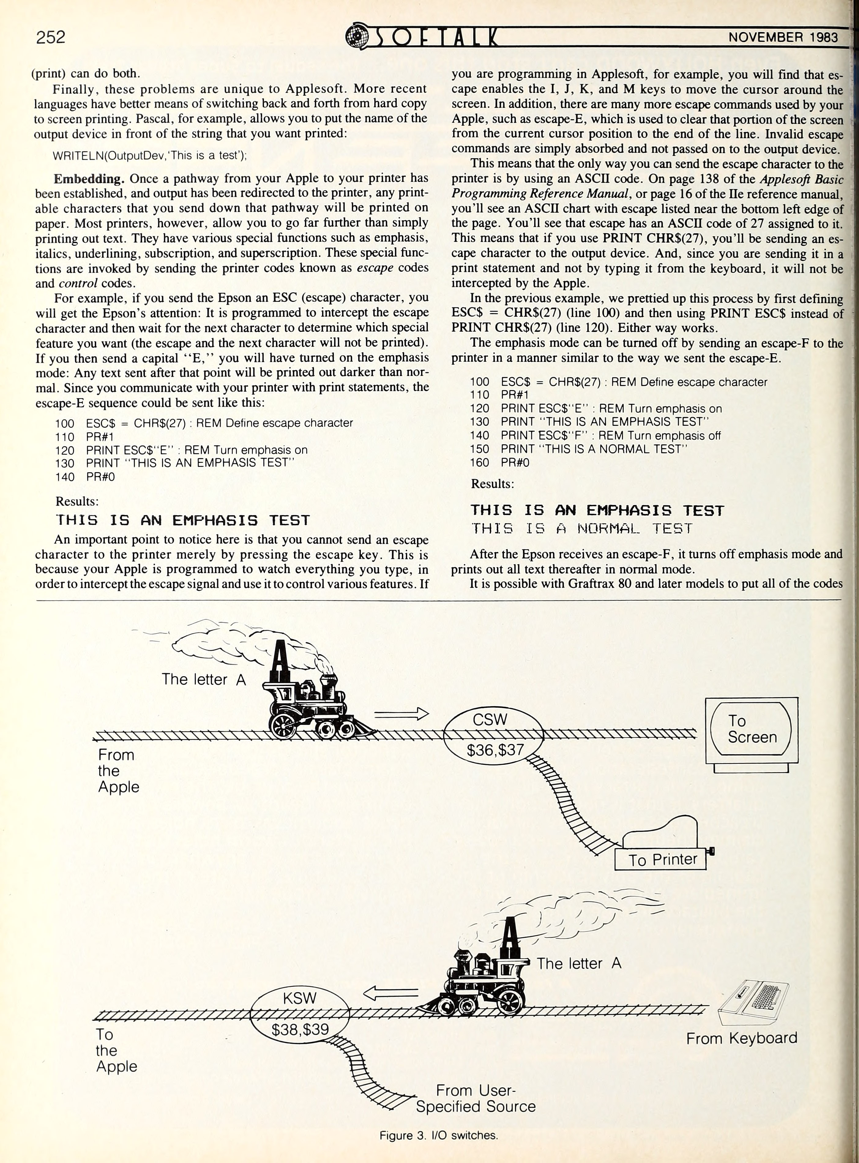 252
SOFTALK
NOVEMBER 1983
(print) can do both.
Finally, these problems are unique to Applesoft. More recent
languages have better means of switching back and forth from hard copy
to screen printing. Pascal, for example, allows you to put the name of the
output device in front of the string that you want printed:
WRITELN(OutputDev,'This is a test');
Embedding. Once a pathway from your Apple to your printer has
been established, and output has been redirected to the printer, any print-
able characters that you send down that pathway will be printed on
paper. Most printers, however, allow you to go far further than simply
printing out text. They have various special functions such as emphasis,
italics, underlining, subscription, and superscription. These special func-
tions are invoked by sending the printer codes known as escape codes
and control codes.
For example, if you send the Epson an ESC (escape) character, you
will get the Epson's attention: It is programmed to intercept the escape
character and then wait for the next character to determine which special
feature you want (the escape and the next character will not be printed).
If you then send a capital "E," you will have turned on the emphasis
mode: Any text sent after that point will be printed out darker than nor-
mal. Since you communicate with your printer with print statements, the
escape-E sequence could be sent like this:
100 ESC$ = CHR$(27) : REM Define escape character
110 PR#1
120 PRINT ESC$"E" : REM Turn emphasis on
130 PRINT "THIS IS AN EMPHASIS TEST"
140 PR#0
Results:
THIS IS AN EMPHASIS TEST
An important point to notice here is that you cannot send an escape
character to the printer merely by pressing the escape key. This is
because your Apple is programmed to watch everything you type, in
order to intercept the escape signal and use it to control various features. If
you are programming in Applesoft, for example, you will find that es-
cape enables the I, J, K, and M keys to move the cursor around the
screen. In addition, there are many more escape commands used by your
Apple, such as escape-E, which is used to clear that portion of the screen
from the current cursor position to the end of the line. Invalid escape
commands are simply absorbed and not passed on to the output device.
This means that the only way you can send the escape character to the
printer is by using an ASCII code. On page 138 of the Applesoft Basic
Programming Reference Manual, or page 16 of the IIe reference manual,
you'll see an ASCII chart with escape listed near the bottom left edge of
the page. You'll see that escape has an ASCII code of 27 assigned to it.
This means that if you use PRINT CHR$(27), you'll be sending an es-
cape character to the output device. And, since you are sending it in a
print statement and not by typing it from the keyboard, it will not be
intercepted by the Apple.
In the previous example, we prettied up this process by first defining
ESC$ = CHR$(27) (line 100) and then using PRINT ESC$ instead of
PRINT CHR$(27) (line 120). Either way works.
The emphasis mode can be turned off by sending an escape-F to the
printer in a manner similar to the way we sent the escape-E.
100 ESC$ = CHR$(27) : REM Define escape character
110 PR#1
120 PRINT ESC$"E" : REM Turn emphasis on
130 PRINT "THIS IS AN EMPHASIS TEST"
140 PRINT ESC$"F" : REM Turn emphasis off
150 PRINT "THIS IS A NORMAL TEST"
160 PR#0
Results:
THIS IS AN EMPHASIS TEST
THIS IS A NORMAL TEST
After the Epson receives an escape-F, it turns off emphasis mode and
prints out all text thereafter in normal mode.
It is possible with Graftrax 80 and later models to put all of the codes
A
The letter A
CSW
$36,$37
To
Screen
From
the
Apple
To Printer
A
The letter A
KSW
$38,$39
To
the
Apple
From Keyboard
From User-
Specified Source
Figure 3. I/O switches.